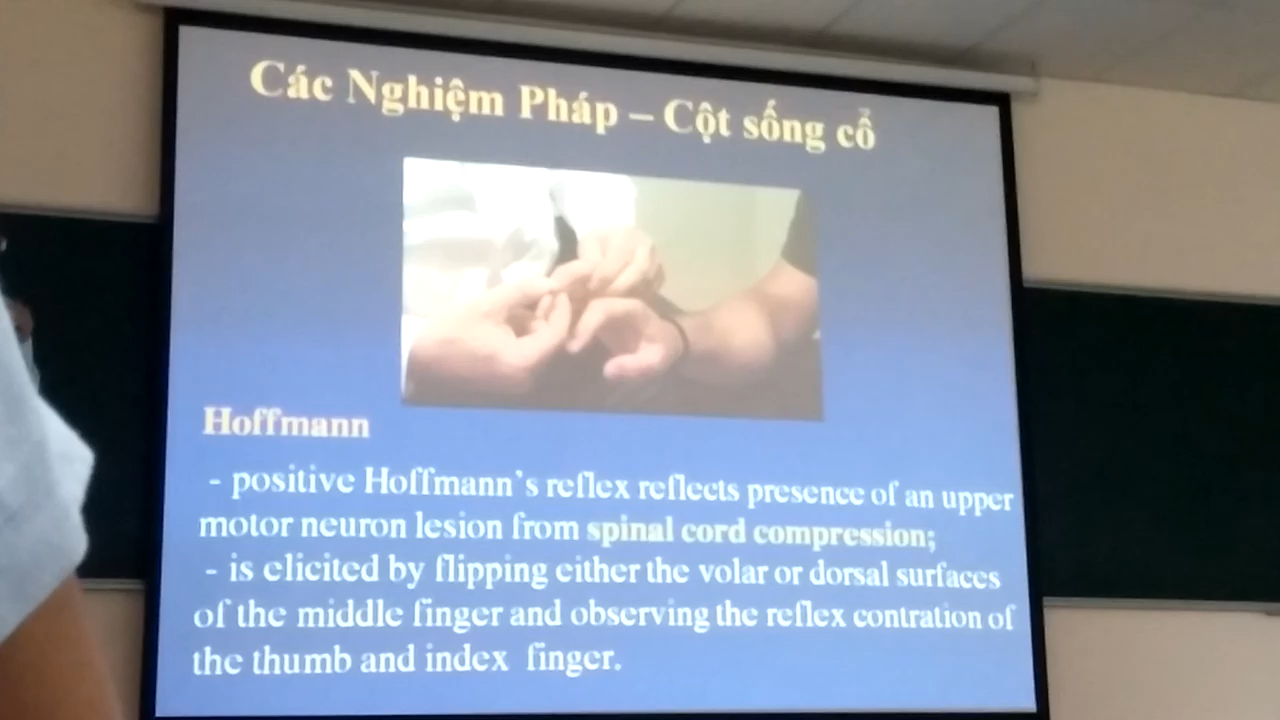 Các Nghiệm Pháp – Cột sống cổ
Hoffmann
- positive Hoffmann's reflex reflects presence of an upper
motor neuron lesion from spinal cord compression;
- is elicited by flipping either the volar or dorsal surfaces
of the middle finger and observing the reflex contration of
the thumb and index finger.